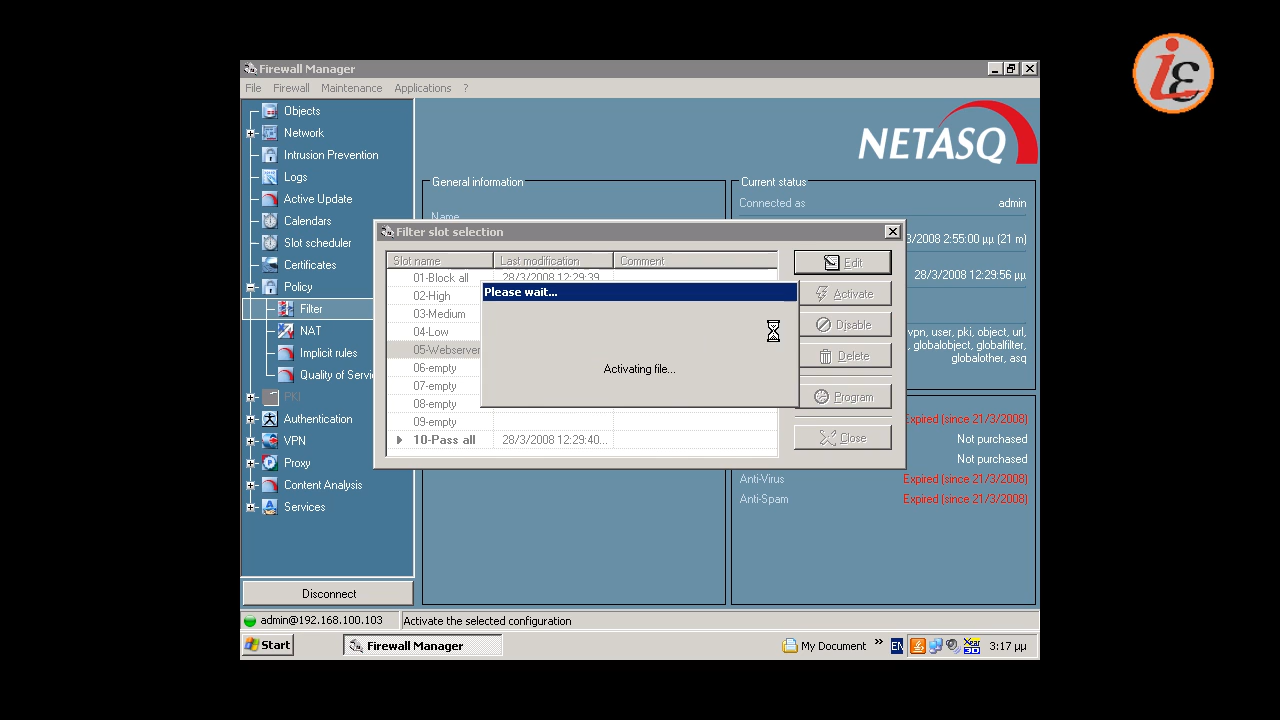 iε
Firewall Manager
File Firewall Maintenance Applications ?
Objects
Network
Intrusion Prevention
Logs
Active Update
Calendars
Slot scheduler
Certificates
Policy
Filter
NAT
Implicit rules
Quality of Servi
PKI
Authentication
VPN
Proxy
Content Analysis
Services
Disconnect
NETASQ
General information
Name
Current status
Connected as admin
3/2008 2:55:00 μμ (21 m)
28/3/2008 12:29:56 μμ
vpn, user, pki, object, url,
, globalobject, globalfilter,
globalother, asq
Expired (since 21/3/2008)
Not purchased
Not purchased
Anti-Virus Expired (since 21/3/2008)
Anti-Spam Expired (since 21/3/2008)
Filter slot selection
Slot name Last modification Comment
01-Block all 28/3/2008 12:29:39
02-High
03-Medium
04-Low
05-Webserver
06-empty
07-empty
08-empty
09-empty
10-Pass all 28/3/2008 12:29:40...
Edit
Activate
Disable
Delete
Program
Close
Please wait...
Activating file...
admin@192.168.100.103 Activate the selected configuration
Start Firewall Manager My Document » EN Xear 3D 3:17 μμ